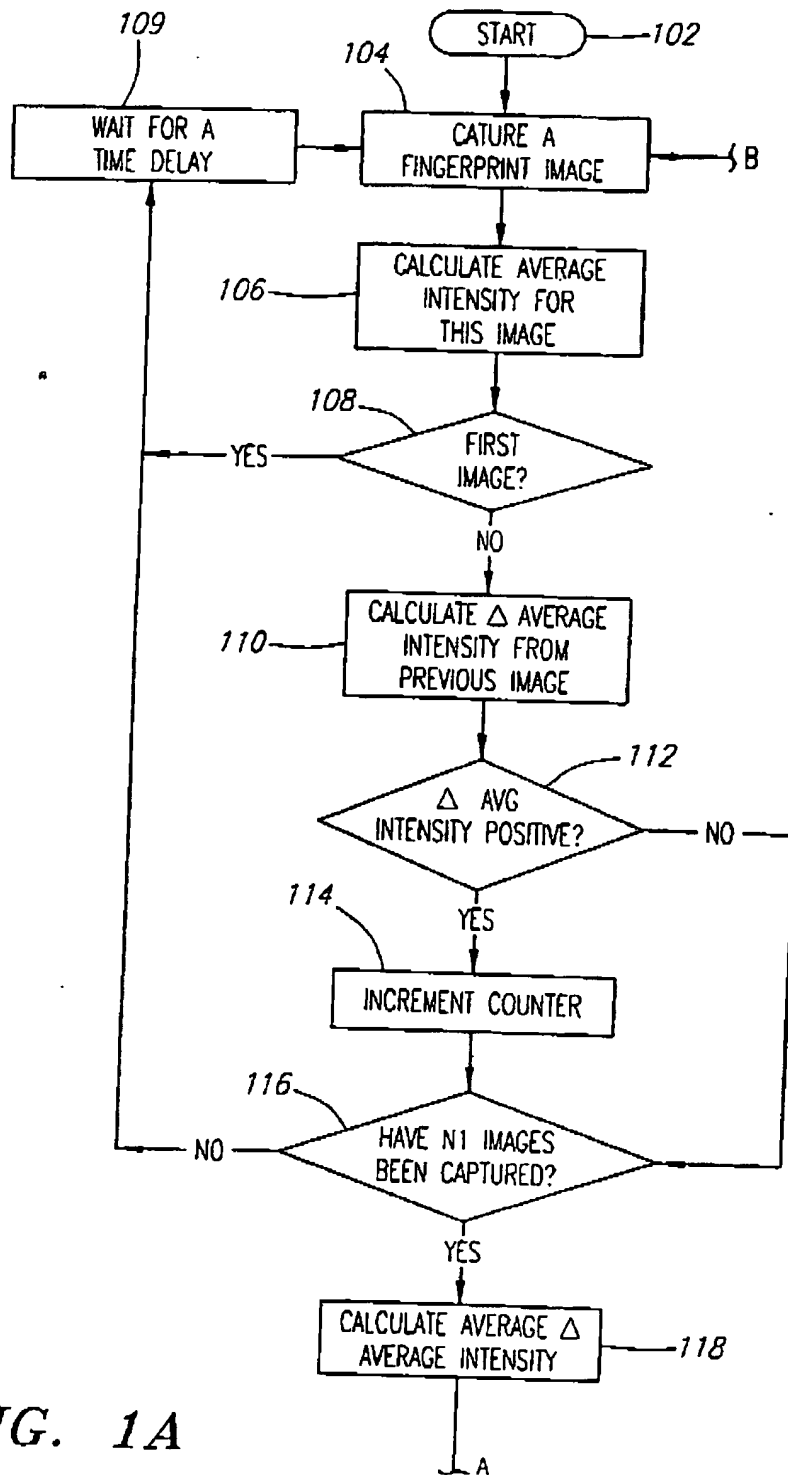 START
102
109
104
WAIT FOR A
TIME DELAY
CATURE A
FINGERPRINT IMAGE
B
106
CALCULATE AVERAGE
INTENSITY FOR
THIS IMAGE
108
FIRST
IMAGE?
YES
NO
110
CALCULATE △ AVERAGE
INTENSITY FROM
PREVIOUS IMAGE
112
△ AVG
INTENSITY POSITIVE?
NO
114
YES
INCREMENT COUNTER
116
HAVE N1 IMAGES
BEEN CAPTURED?
NO
YES
CALCULATE AVERAGE △
AVERAGE INTENSITY
118
A
G. 1A